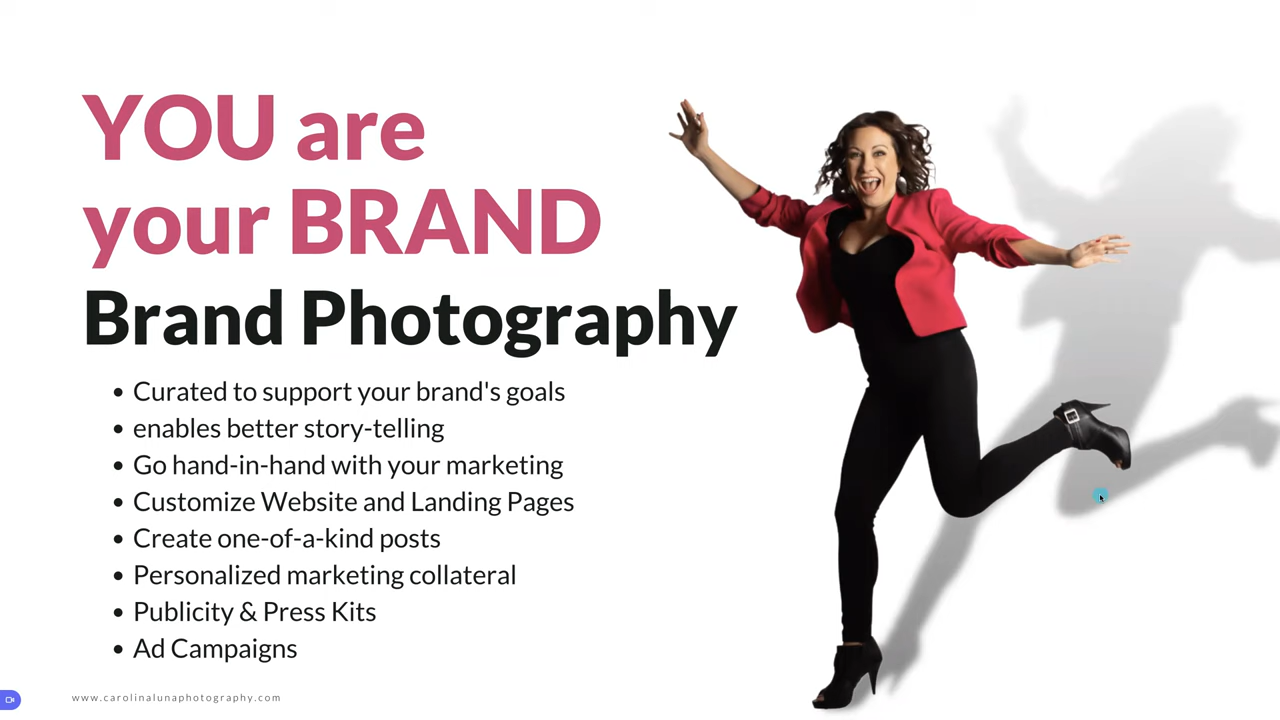 YOU are
your BRAND
Brand Photography
• Curated to support your brand's goals
• enables better story-telling
• Go hand-in-hand with your marketing
• Customize Website and Landing Pages
• Create one-of-a-kind posts
• Personalized marketing collateral
• Publicity & Press Kits
• Ad Campaigns
www.carolinalunaphotography.com